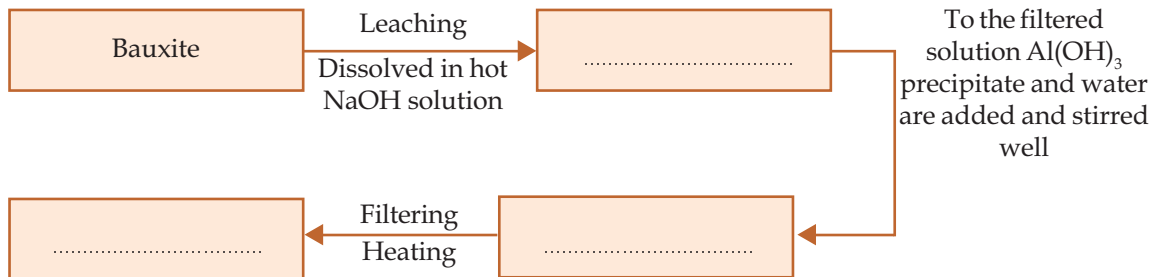 Bauxite
Leaching
Dissolved in hot
NaOH solution
................................
To the filtered
solution Al(OH)₃
precipitate and water
are added and stirred
well
................................
Filtering
Heating
................................